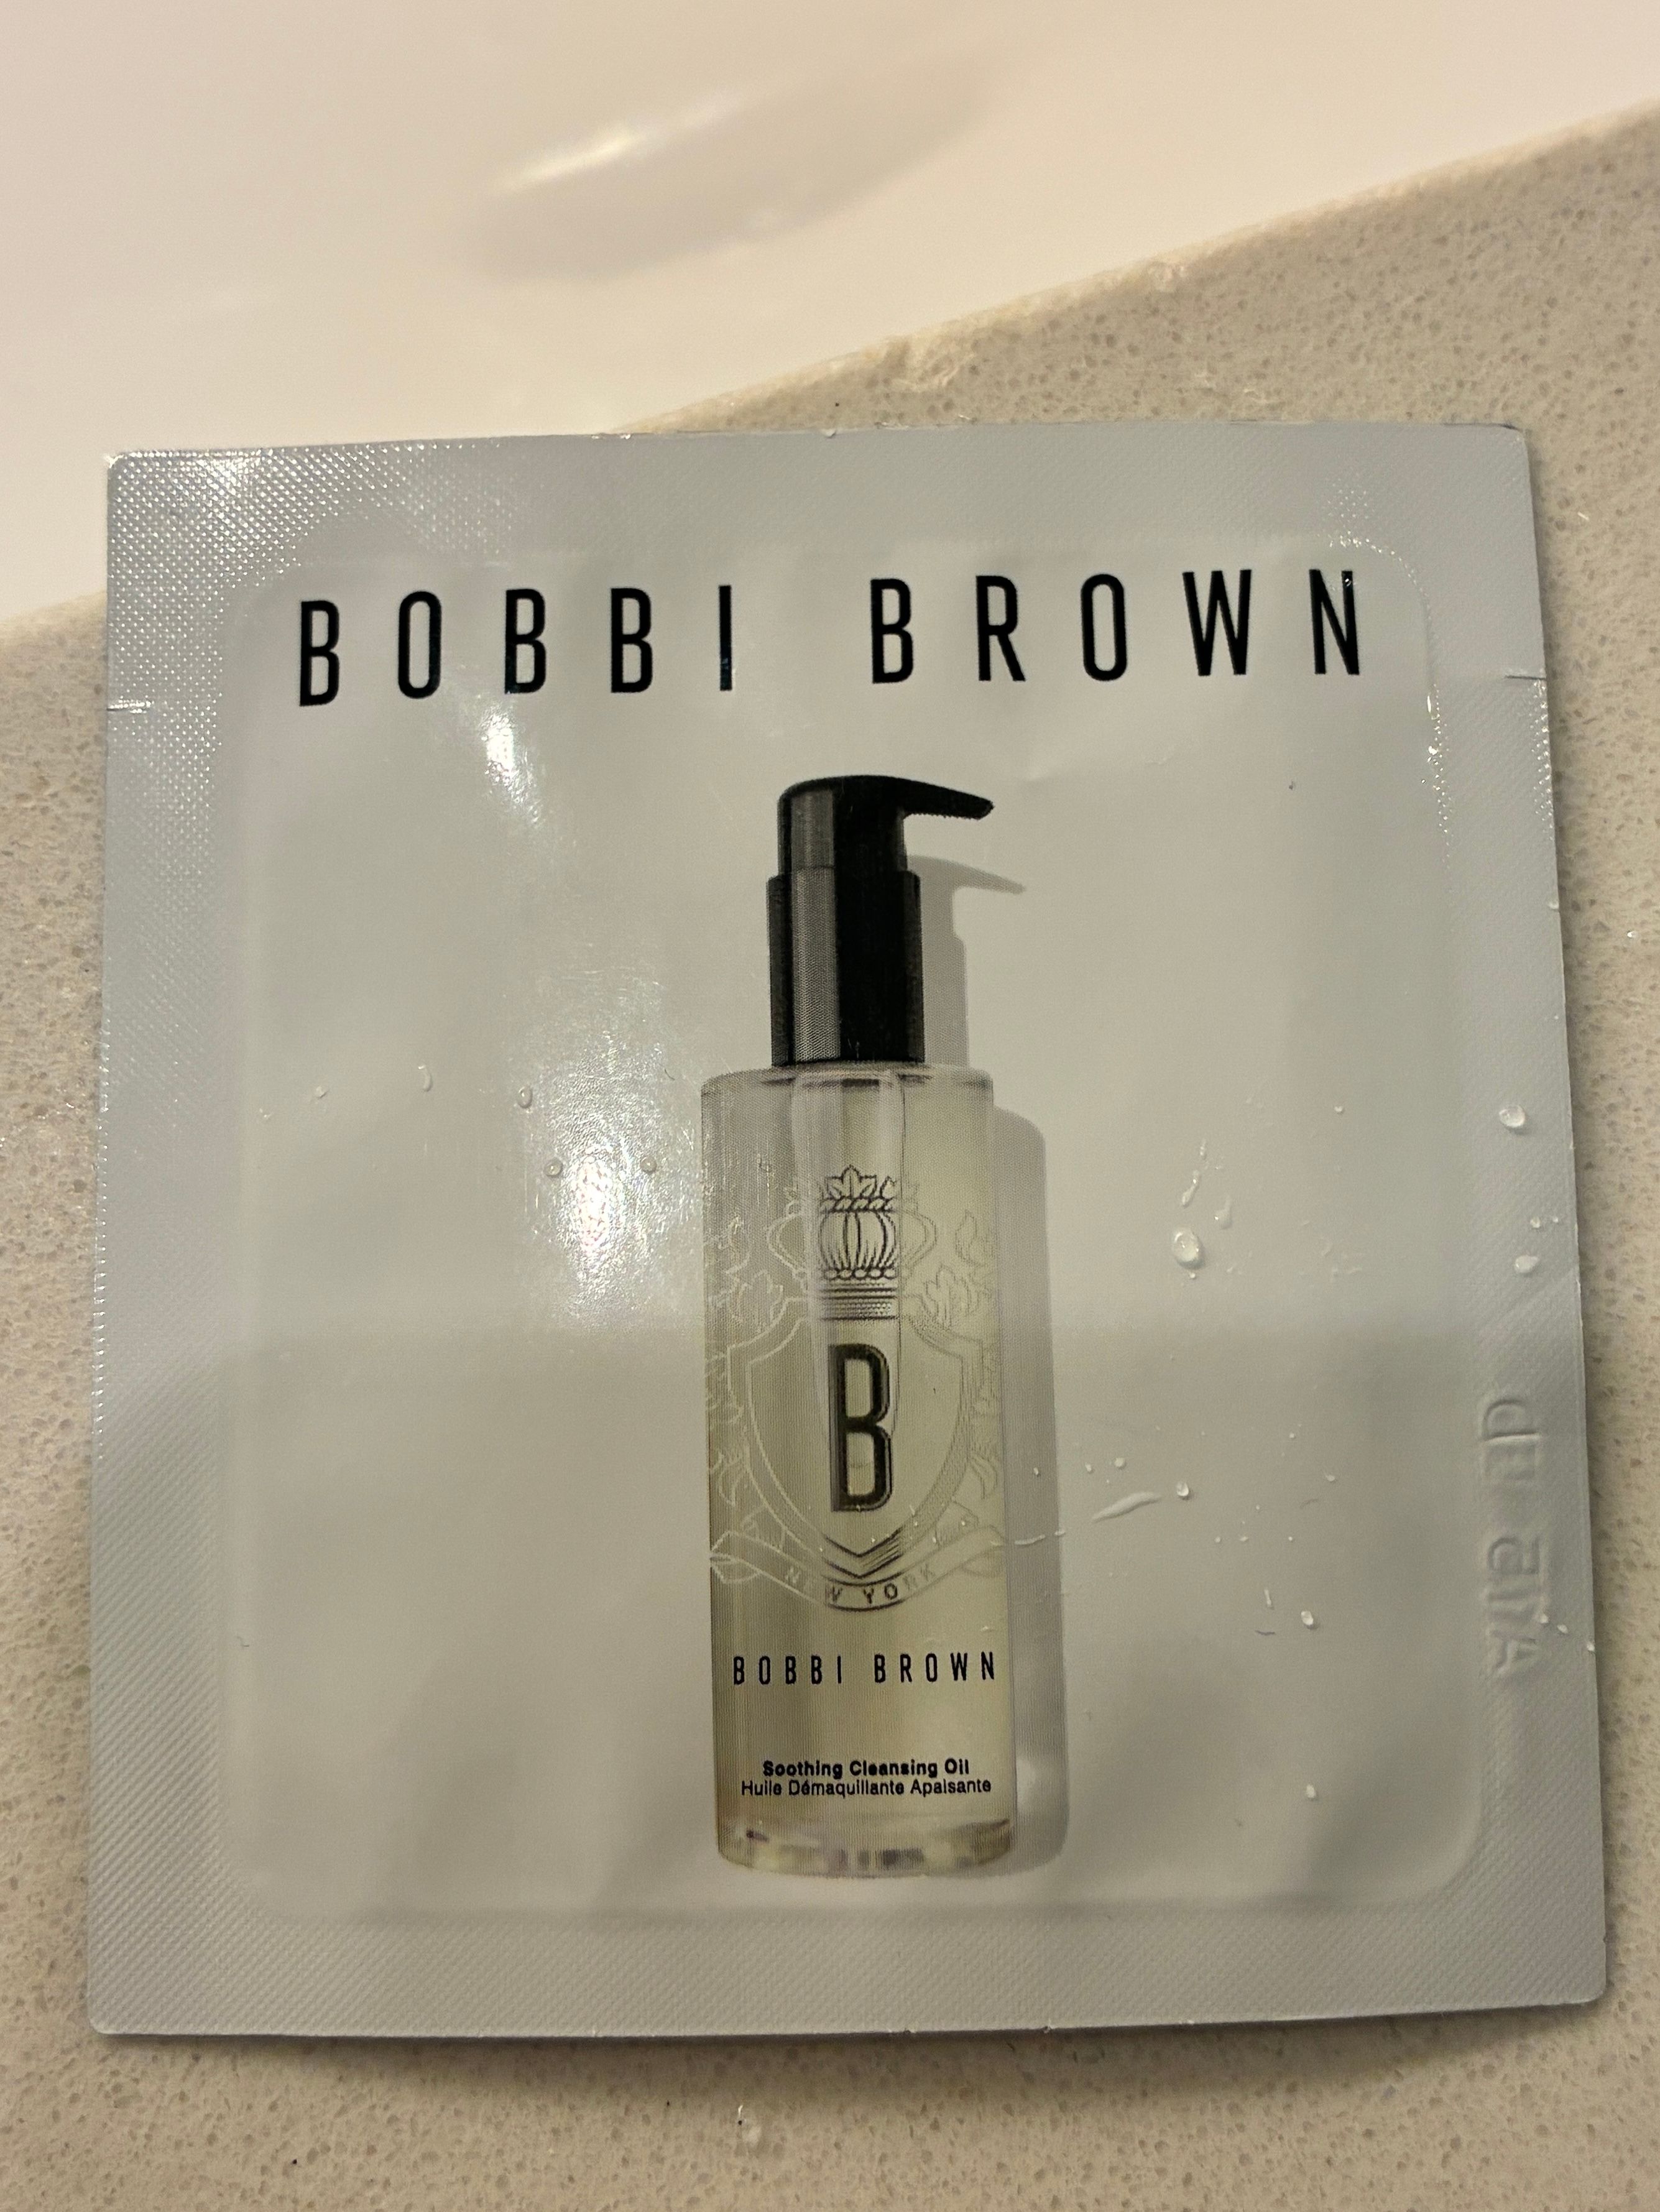 BOBBI BROWN
B
NEW YORK
BOBBI BROWN
Soothing Cleansing Oil
Huile Démaquillante Apaisante